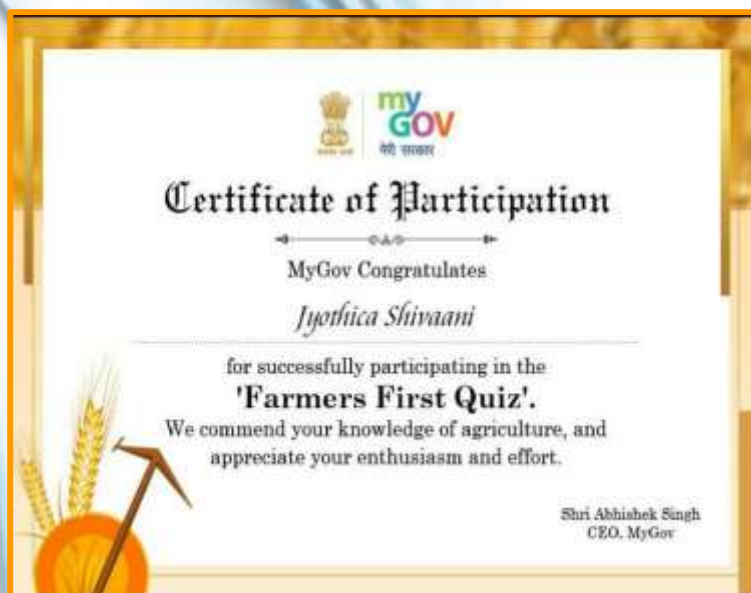 my
GOV
मेरी सरकार
Certificate of Participation
MyGov Congratulates
Jyothica Shivaani
for successfully participating in the
'Farmers First Quiz'.
We commend your knowledge of agriculture, and
appreciate your enthusiasm and effort.
Shri Abhishek Singh
CEO, MyGov